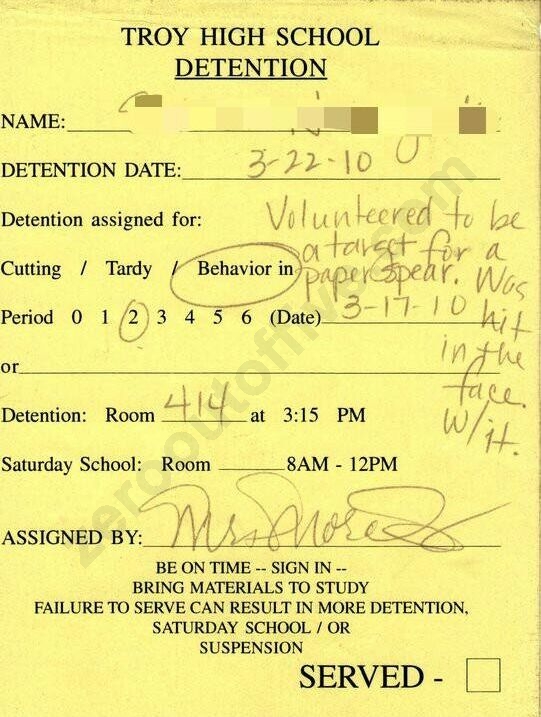 TROY HIGH SCHOOL
DETENTION
NAME:
DETENTION DATE: 3-22-10
Detention assigned for: Volunteered to be
a target for a
Cutting / Tardy / Behavior in paper spear. Was
Period 0 1 2 3 4 5 6 (Date) 3-17-10 hit
in the
or
face.
Detention: Room 414 at 3:15 PM
w/it.
Saturday School: Room 8AM - 12PM
ASSIGNED BY: Mrs
BE ON TIME -- SIGN IN --
BRING MATERIALS TO STUDY
FAILURE TO SERVE CAN RESULT IN MORE DETENTION,
SATURDAY SCHOOL / OR
SUSPENSION
SERVED -
zerooutoffive.com